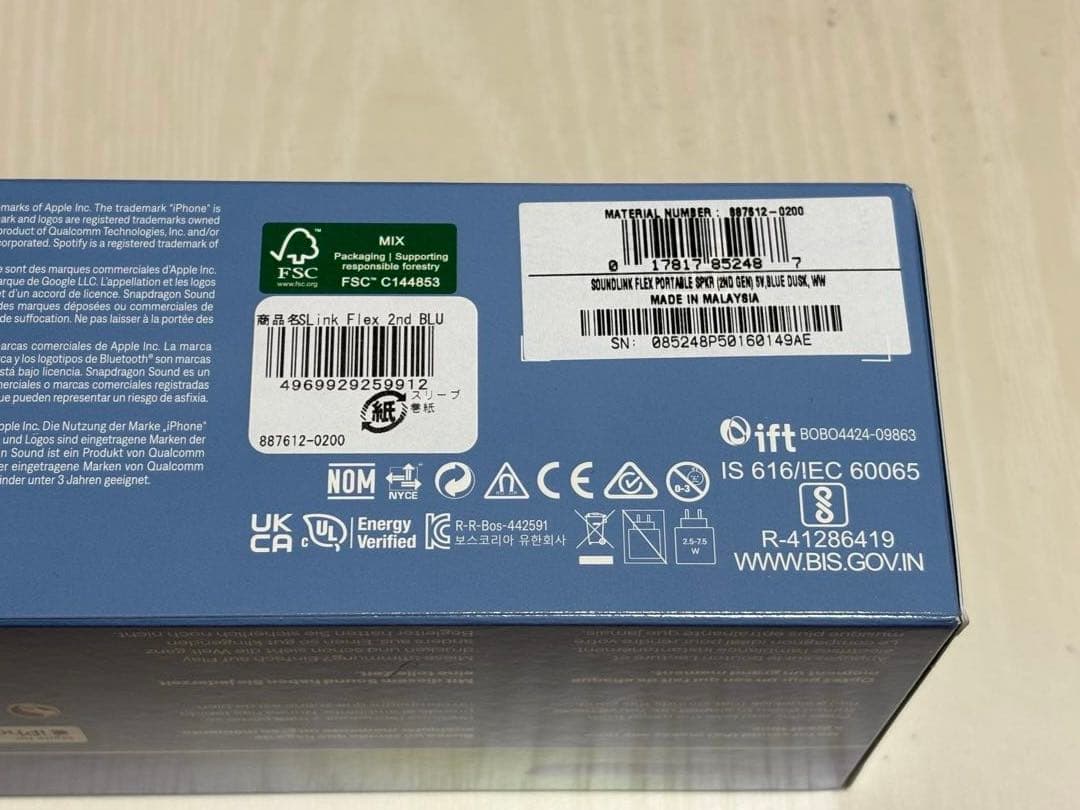 marks of Apple Inc. The trademark "iPhone" is
ark and logos are registered trademarks owned
product of Qualcomm Technologies, Inc. and/or
corporated. Spotify is a registered trademark of
sont des marques commerciales d'Apple Inc.
arque de Google LLC. L'appellation et les logos
et d'un accord de licence. Snapdragon Sound
des marques déposées ou commerciales de
de suffocation. Ne pas laisser à la portée des
arcas comerciales de Apple Inc. La marca
rca y los logotipos de Bluetooth® son marcas
stá bajo licencia. Snapdragon Sound es un
merciales o marcas comerciales registradas
ue pueden representar un riesgo de asfixia.
pple Inc. Die Nutzung der Marke „iPhone"
und Logos sind eingetragene Marken der
n Sound ist ein Produkt von Qualcomm
er eingetragene Marken von Qualcomm
inder unter 3 Jahren geeignet.
FSC™
www.fsc.org
MIX
Packaging | Supporting
responsible forestry
FSC™ C144853
商品名SLink Flex 2nd BLU
4969929259912
紙
スリーブ
巻紙
887612-0200
MATERIAL NUMBER: 887612-0200
0 17817 85248 7
SOUNDLINK FLEX PORTABLE SPKR (2ND GEN) 5V,BLUE DUSK, WW
MADE IN MALAYSIA
SN: 085248P50160149AE
ift BOBO4424-09863
NOM
NYCE
CE
0-3
IS 616/IEC 60065
R-41286419
WWW.BIS.GOV.IN
UK
CA
c UL
Energy
Verified
R-R-Bos-442591
보스코리아 유한회사
2.5-7.5
W